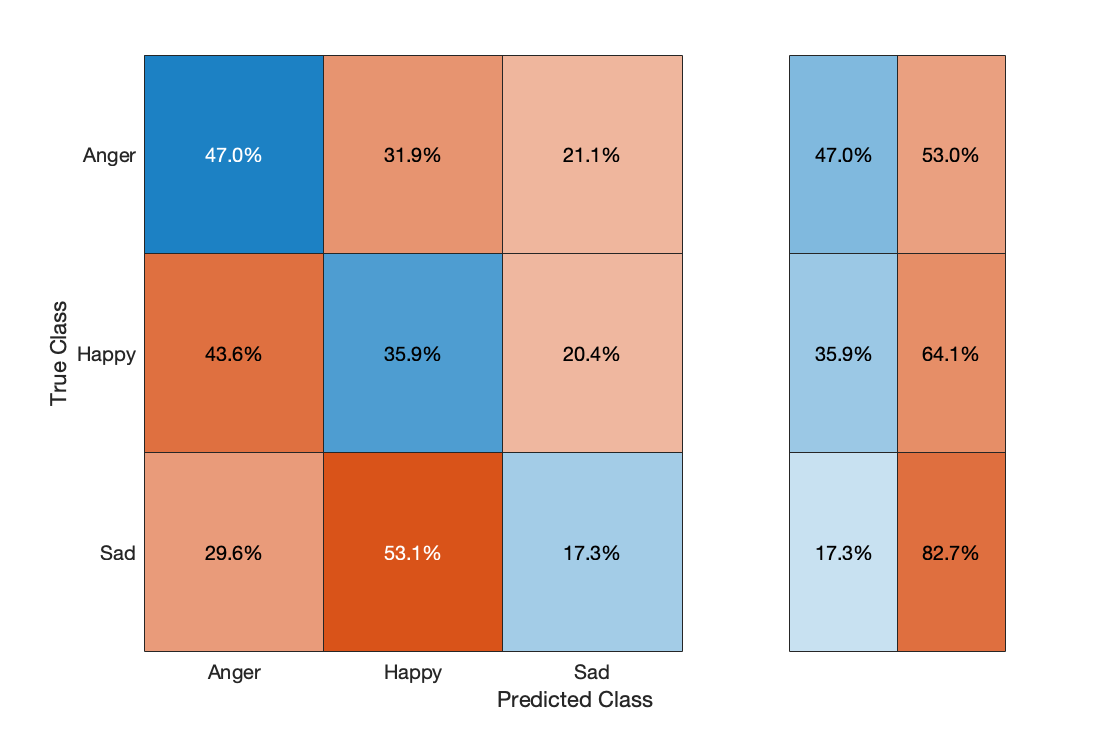 Anger 47.0% 31.9% 21.1% 47.0% 53.0%
True Class
Happy 43.6% 35.9% 20.4% 35.9% 64.1%
Sad 29.6% 53.1% 17.3% 17.3% 82.7%
Anger Happy Sad
Predicted Class